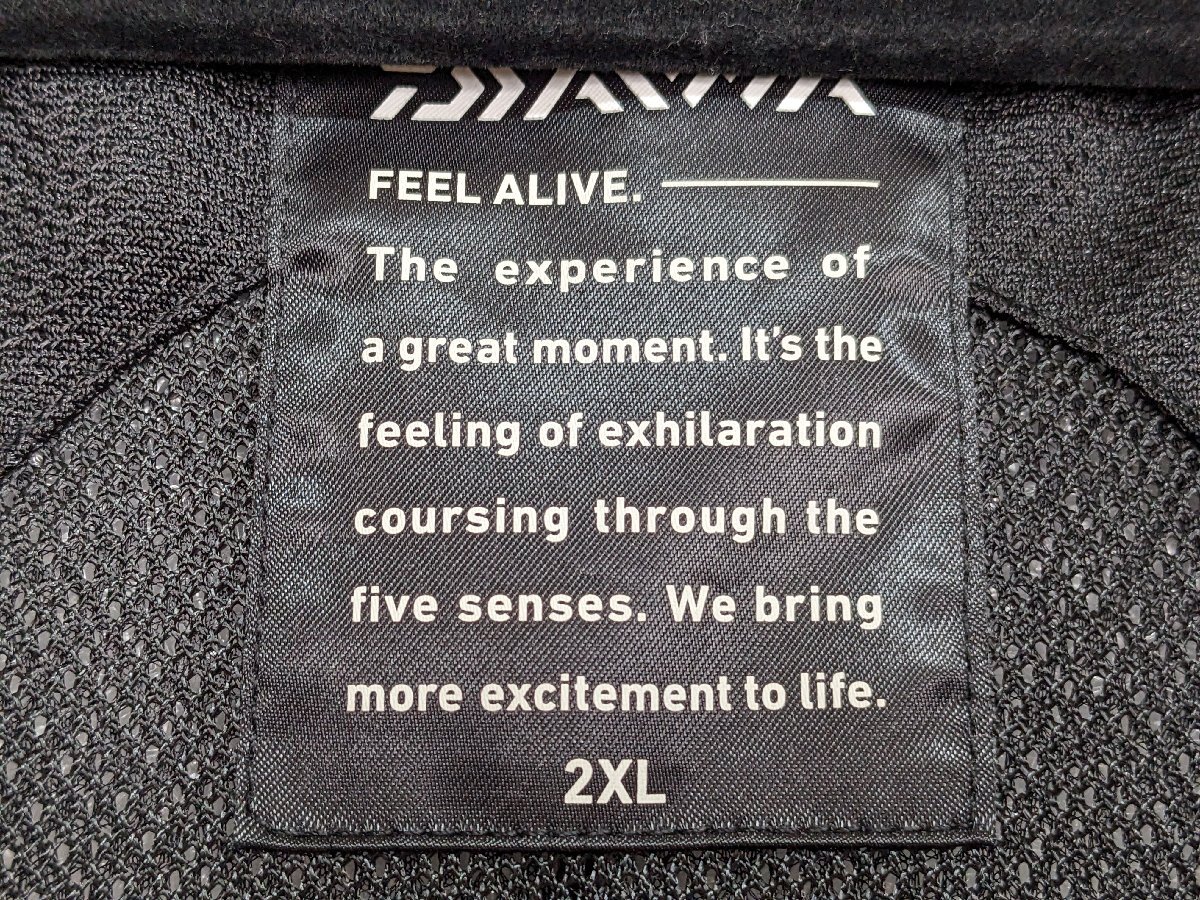 DAIWA
FEEL ALIVE.
The experience of
a great moment. It's the
feeling of exhilaration
coursing through the
five senses. We bring
more excitement to life.
2XL